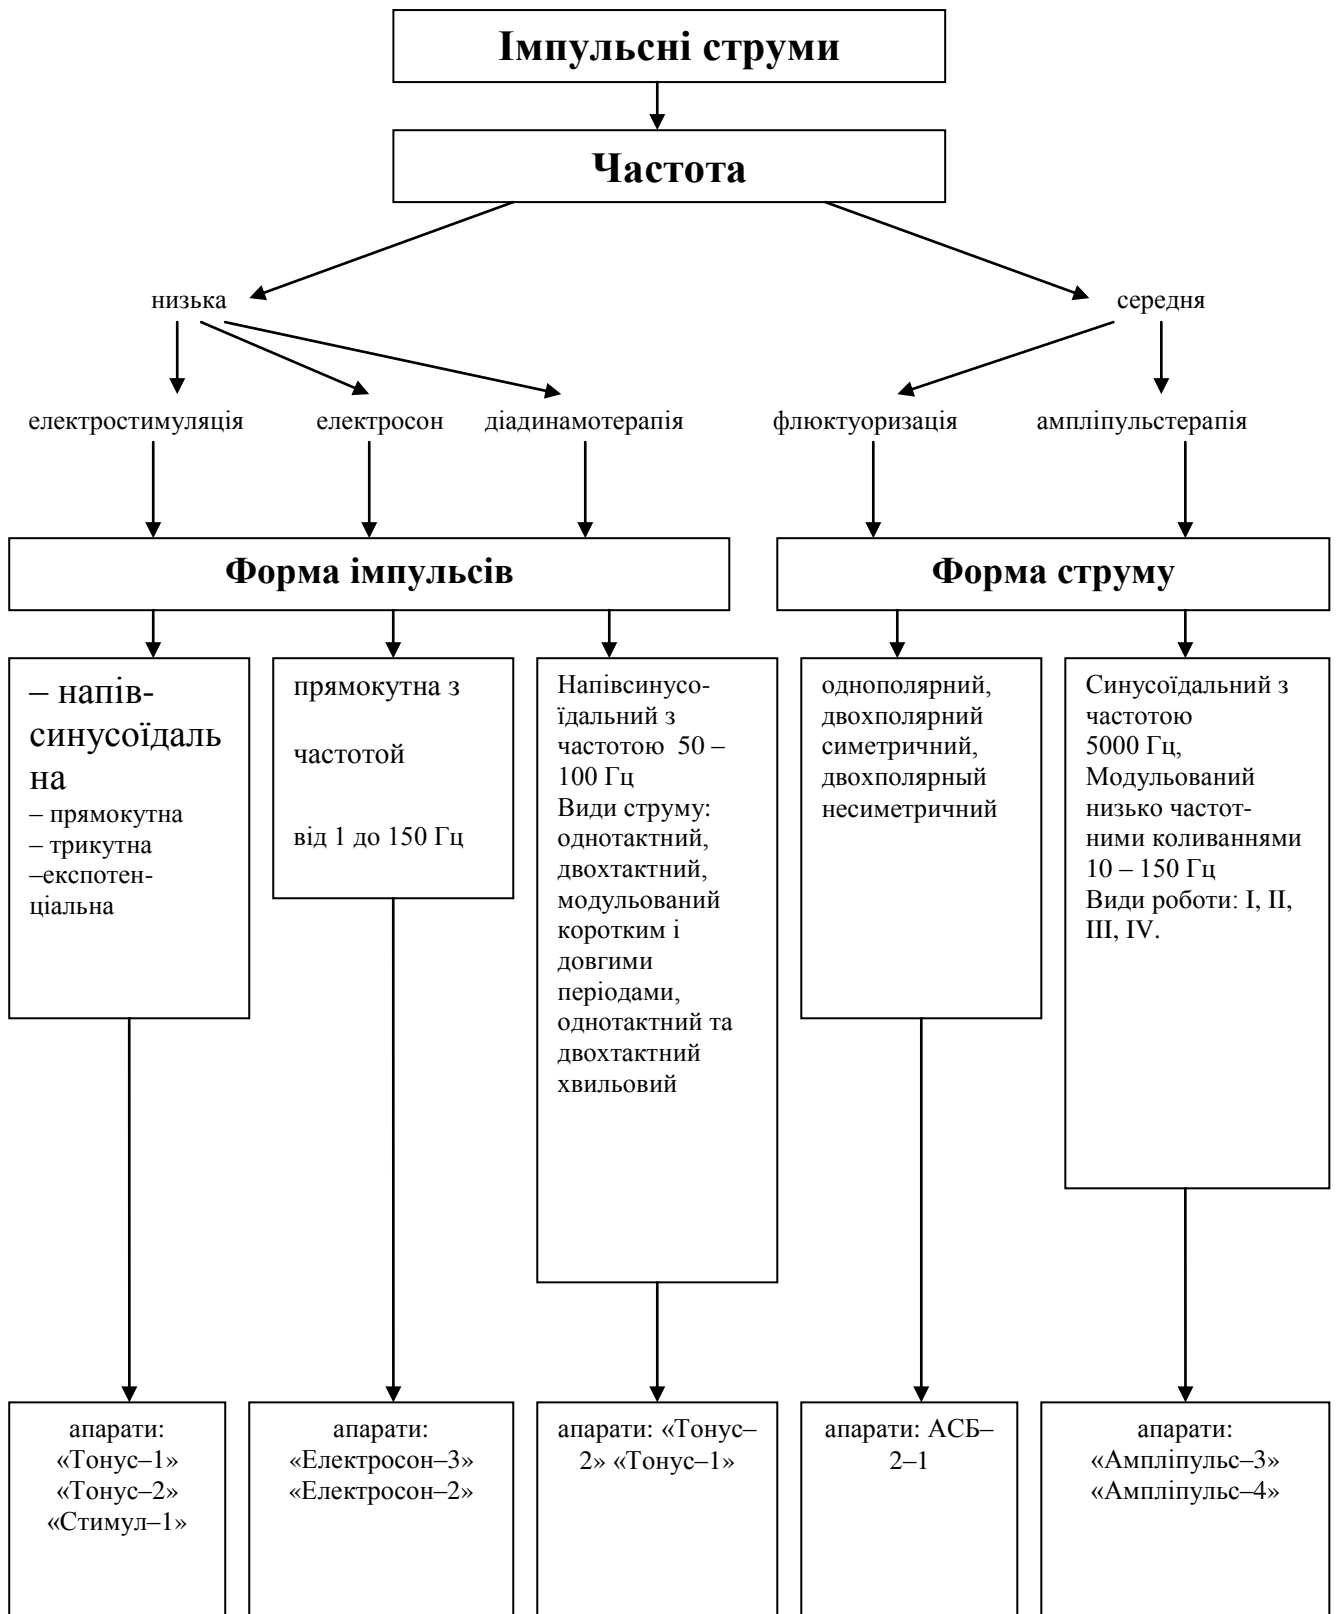 Імпульсні струми
Частота
низька
середня
електростимуляція
електросон
діадинамотерапія
флюктуоризація
ампліпульстерапія
Форма імпульсів
Форма струму
– напів-
синусоїдаль
на
– прямокутна
– трикутна
–експотен-
ціальна
прямокутна з
частотой
від 1 до 150 Гц
Напівсинусо-
їдальний з
частотою 50 –
100 Гц
Види струму:
однотактний,
двохтактний,
модульований
коротким і
довгими
періодами,
однотактний та
двохтактний
хвильовий
однополярний,
двохполярний
симетричний,
двохполярный
несиметричний
Синусоїдальний з
частотою
5000 Гц,
Модульований
низько частот-
ними коливаннями
10 – 150 Гц
Види роботи: I, II,
III, IV.
апарати:
«Тонус–1»
«Тонус–2»
«Стимул–1»
апарати:
«Електросон–3»
«Електросон–2»
апарати: «Тонус–
2» «Тонус–1»
апарати: АСБ–
2–1
апарати:
«Ампліпульс–3»
«Ампліпульс–4»